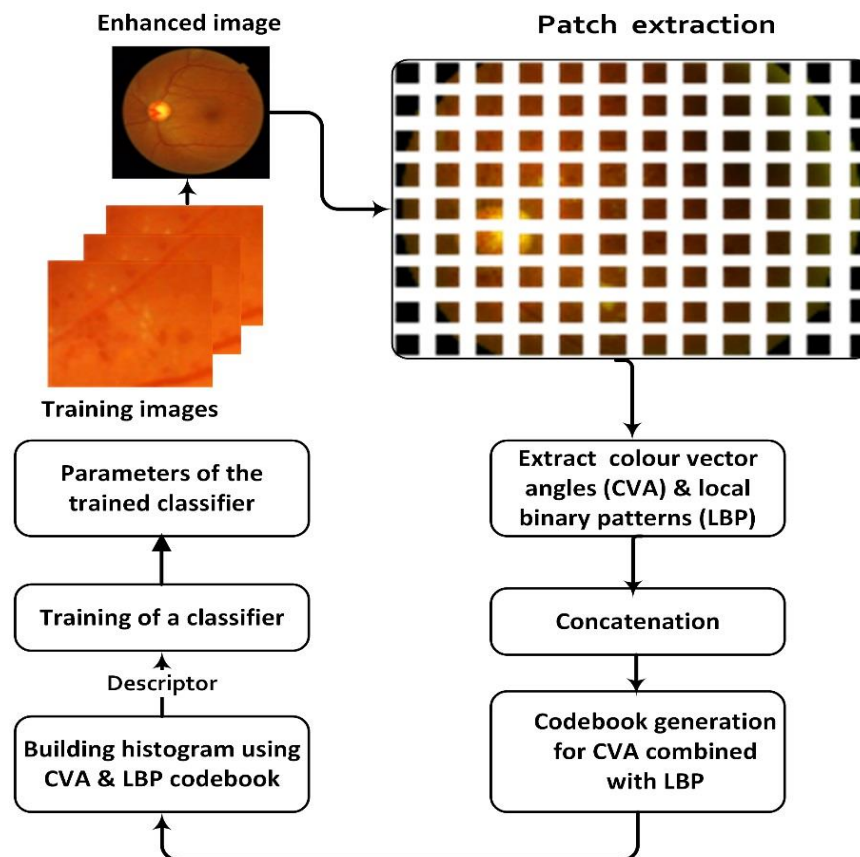 Enhanced image
Patch extraction
Training images
Parameters of the
trained classifier
Extract colour vector
angles (CVA) & local
binary patterns (LBP)
Training of a classifier
Concatenation
Descriptor
Building histogram using
CVA & LBP codebook
Codebook generation
for CVA combined
with LBP